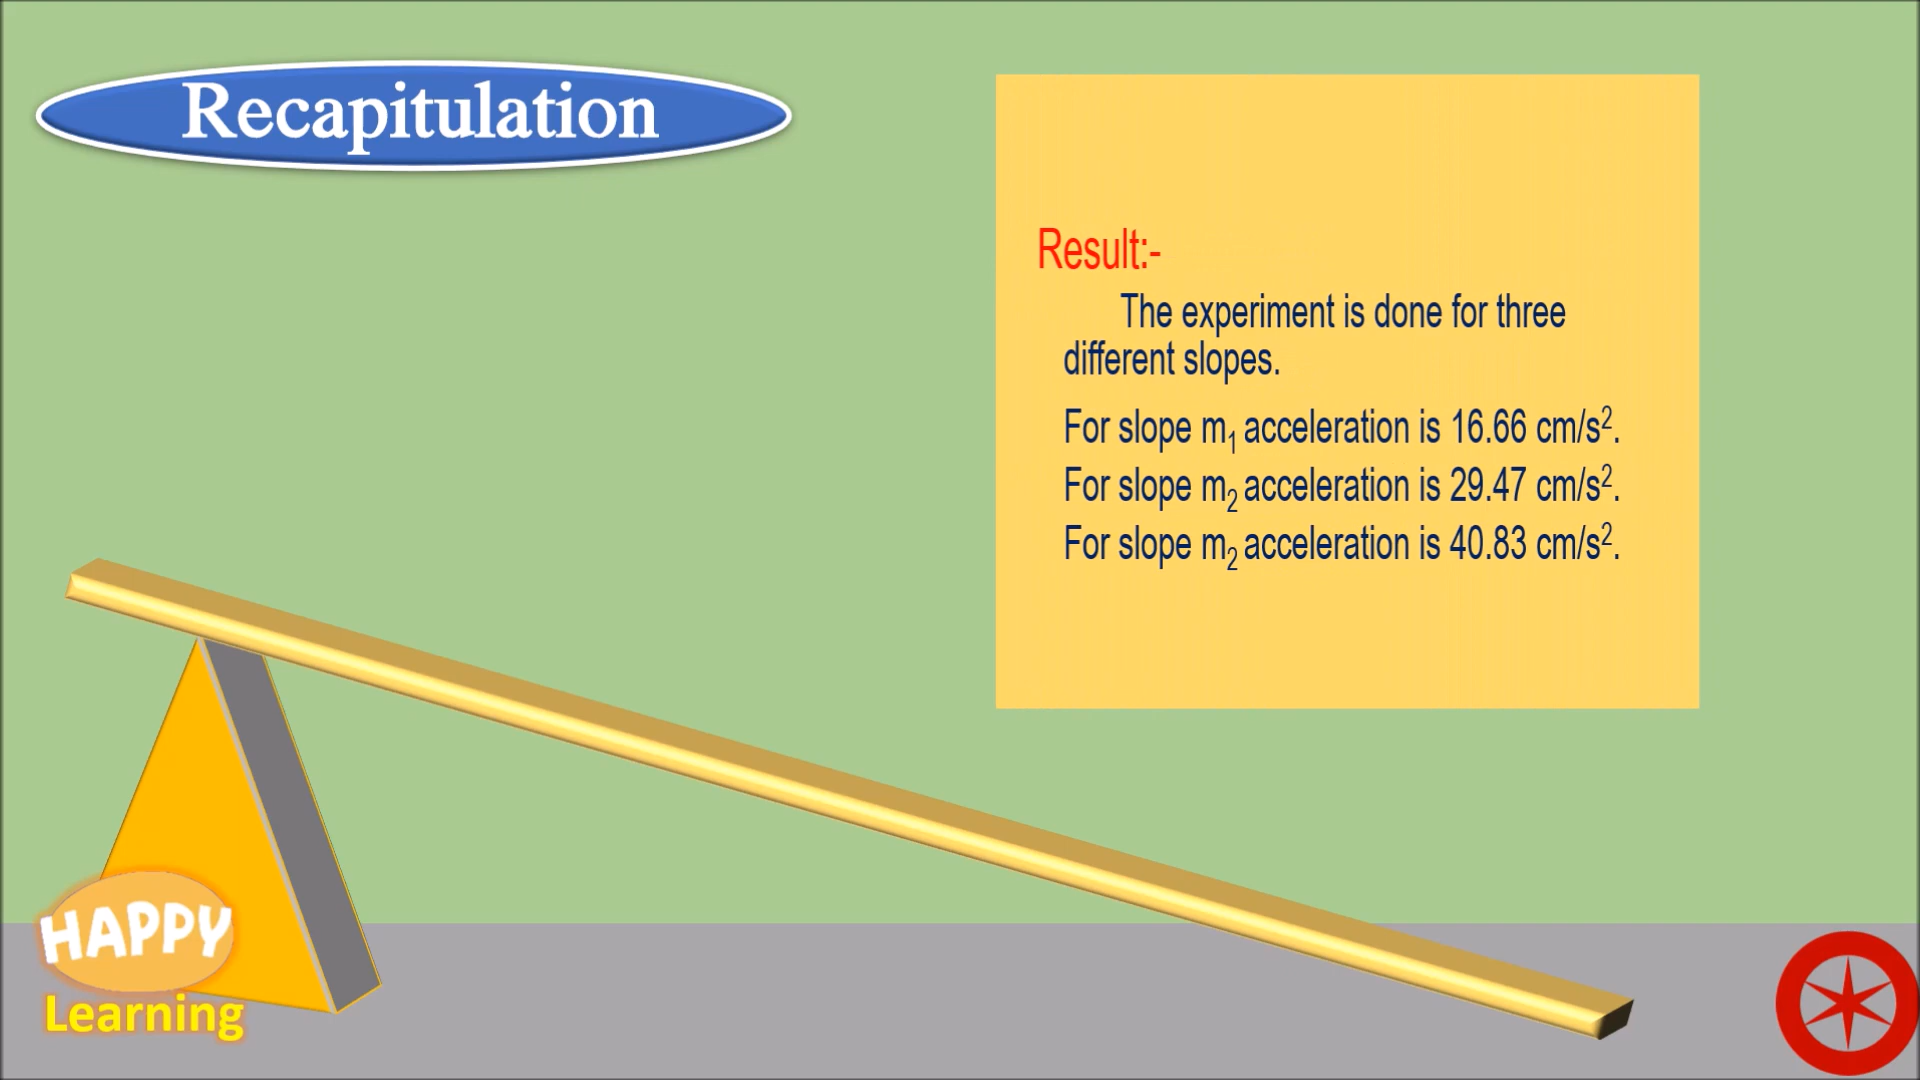 Recapitulation
Result:-
The experiment is done for three
different slopes.
For slope m₁ acceleration is 16.66 cm/s².
For slope m₂ acceleration is 29.47 cm/s².
For slope m₂ acceleration is 40.83 cm/s².
HAPPY
Learning